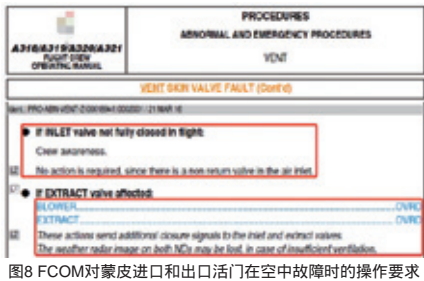 PROCEDURES
ABNORMAL AND EMERGENCY PROCEDURES
A318/A319/A320/A321
FLIGHT CREW
OPERATING MANUAL
VENT
VENT SKIN VALVE FAULT (Cont'd)
21 MAR 16
● If INLET valve not fully closed in flight:
Crew awareness.
No action is required, since there is a non return valve in the air inlet.
● If EXTRACT valve affected:
BLOWER......OVRD
EXTRACT......OVRD
These actions send additional closure signals to the inlet and extract valves.
The weather radar image on both NDs may be lost, in case of insufficient ventilation.
图8 FCOM对蒙皮进口和出口活门在空中故障时的操作要求